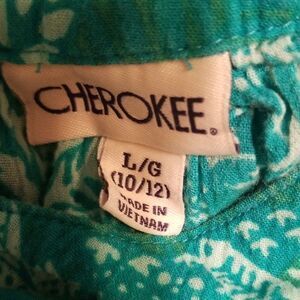 CHEROKEE.
L/G
(10/12)
MADE IN
VIETNAM